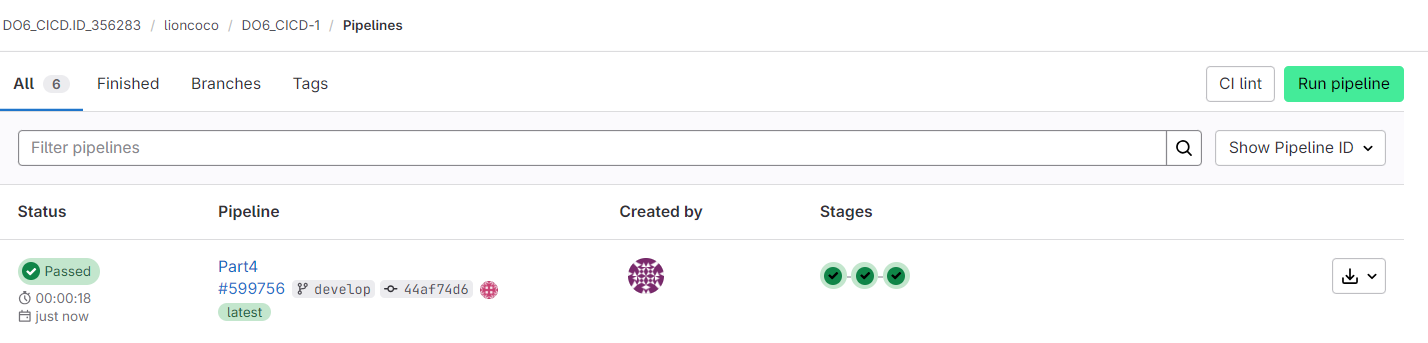 DO6_CICD.ID_356283 / lioncoco / DO6_CICD-1 / Pipelines
All 6 Finished Branches Tags CI lint Run pipeline
Filter pipelines Show Pipeline ID
Status Pipeline Created by Stages
Passed Part4
#599756 develop 44af74d6
00:00:18
latest
just now